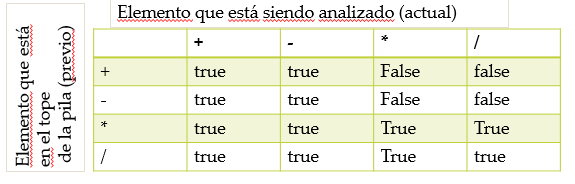 Elemento que está siendo analizado (actual)
Elemento que está
en el tope
de la pila (previo)
+ - * /
+ true true False false
- true true False false
* true true True True
/ true true True true